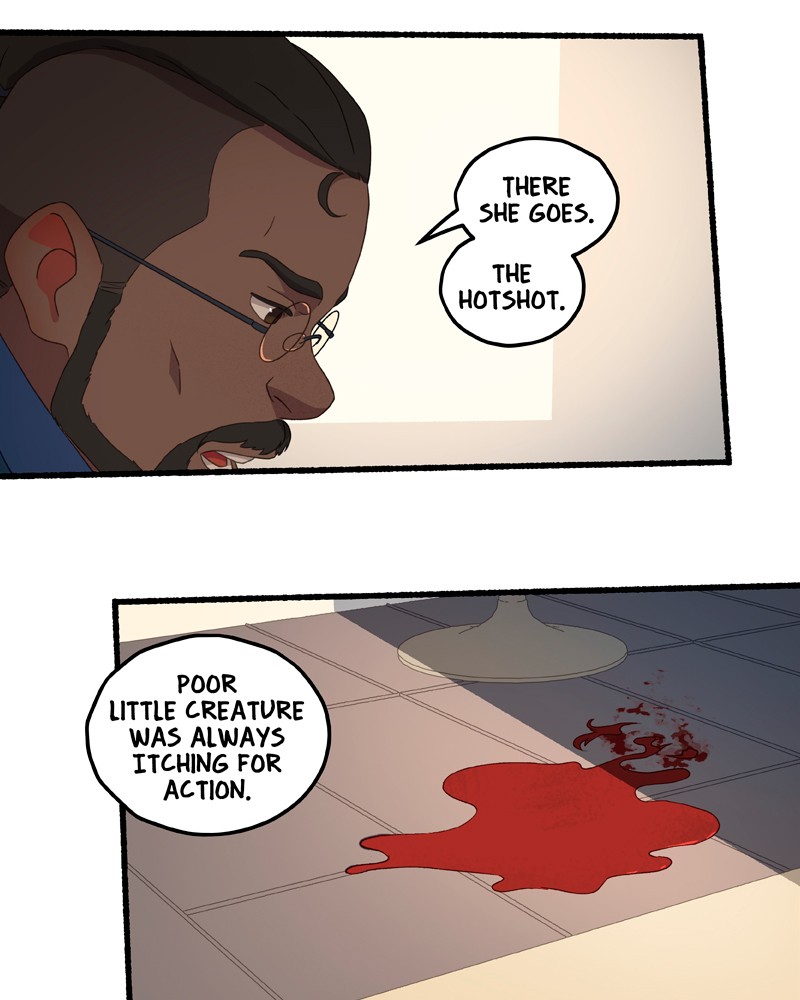 THERE
SHE GOES.
THE
HOTSHOT.
POOR
LITTLE CREATURE
WAS ALWAYS
ITCHING FOR
ACTION.